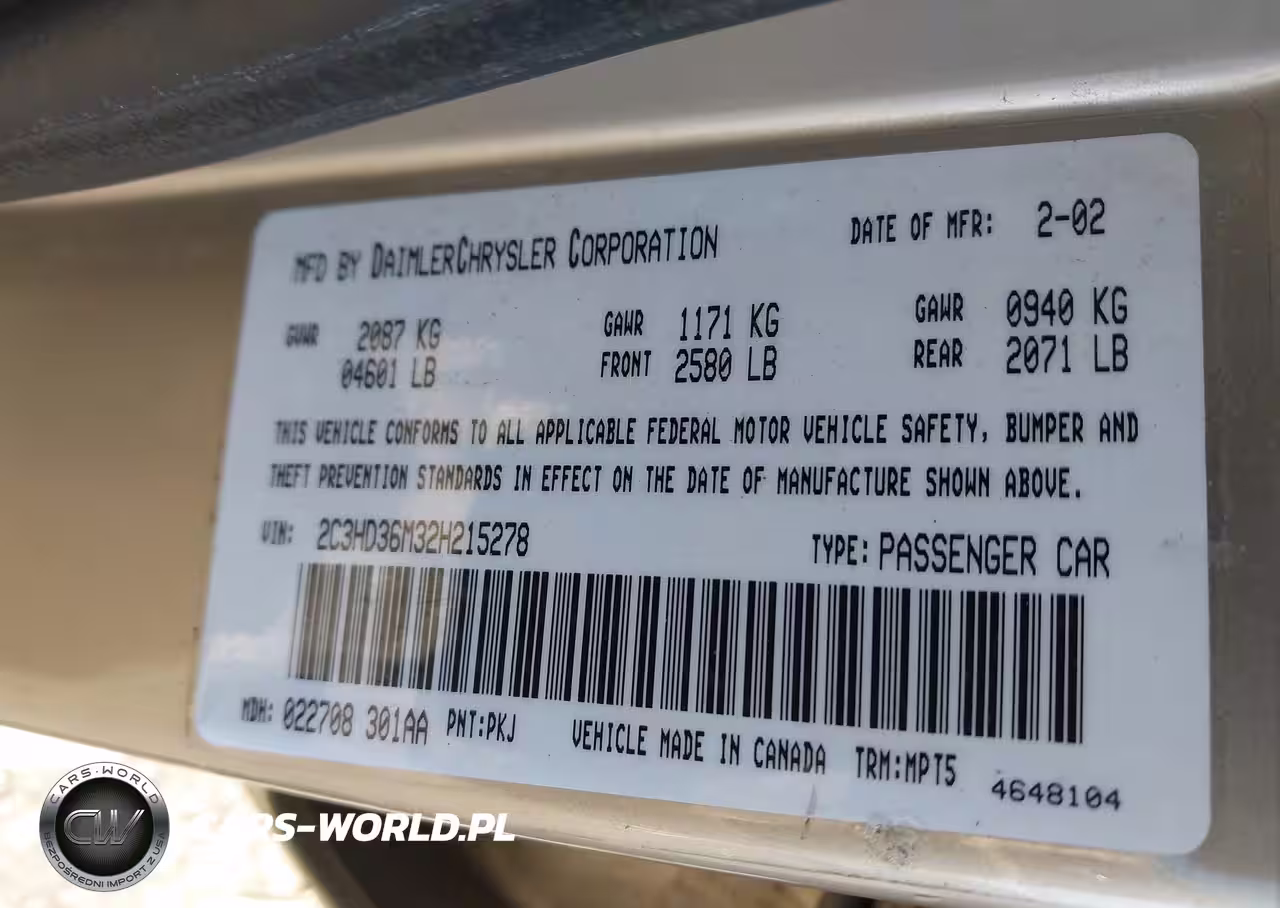 MFD BY DAIMLERCHRYSLER CORPORATION DATE OF MFR: 2-02
GVWR 2087 KG GAWR 1171 KG GAWR 0940 KG
04601 LB FRONT 2580 LB REAR 2071 LB
THIS VEHICLE CONFORMS TO ALL APPLICABLE FEDERAL MOTOR VEHICLE SAFETY, BUMPER AND
THEFT PREVENTION STANDARDS IN EFFECT ON THE DATE OF MANUFACTURE SHOWN ABOVE.
VIN: 2C3HD36M32H215278 TYPE: PASSENGER CAR
MDH: 022708 301AA PNT:PKJ VEHICLE MADE IN CANADA TRM:MPT5 4648104
CARS-WORLD
CW
BEZPOŚREDNI IMPORT Z USA
CARS-WORLD.PL